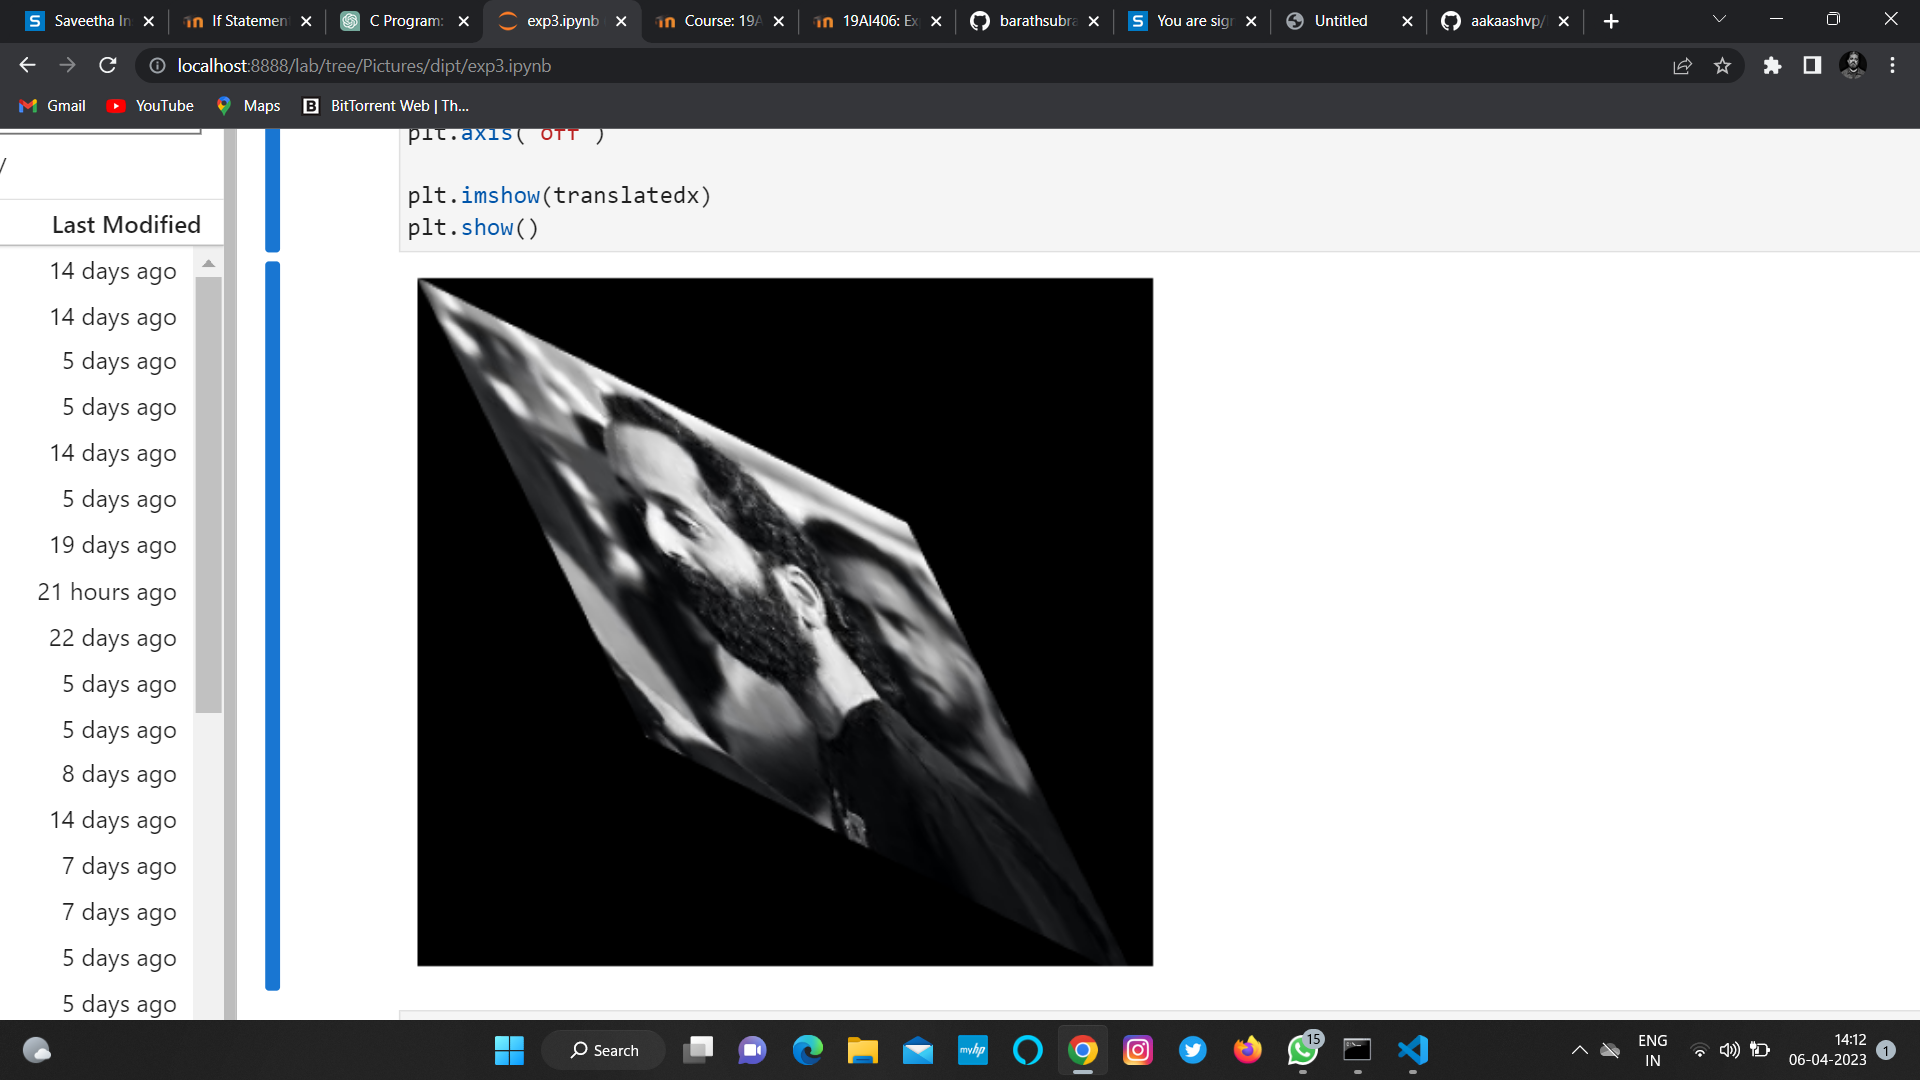 Saveetha In
If Statemen
C Program:
exp3.ipynb
Course: 19A
19AI406: Ex
barathsubra
You are sig
Untitled
aakaashvp/
localhost:8888/lab/tree/Pictures/dipt/exp3.ipynb
Gmail
YouTube
Maps
BitTorrent Web | Th...
plt.axis('off')
/
plt.imshow(translatedx)
plt.show()
Last Modified
14 days ago
14 days ago
5 days ago
5 days ago
14 days ago
5 days ago
19 days ago
21 hours ago
22 days ago
5 days ago
5 days ago
8 days ago
14 days ago
7 days ago
7 days ago
5 days ago
5 days ago
Search
myhp
15
ENG
IN
14:12
06-04-2023
1